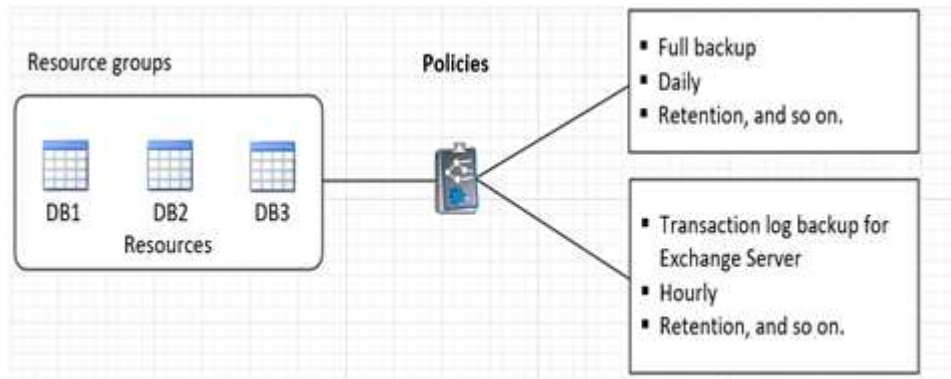 Resource groups
DB1
DB2
DB3
Resources
Policies
▪ Full backup
▪ Daily
▪ Retention, and so on.
▪ Transaction log backup for
Exchange Server
▪ Hourly
▪ Retention, and so on.